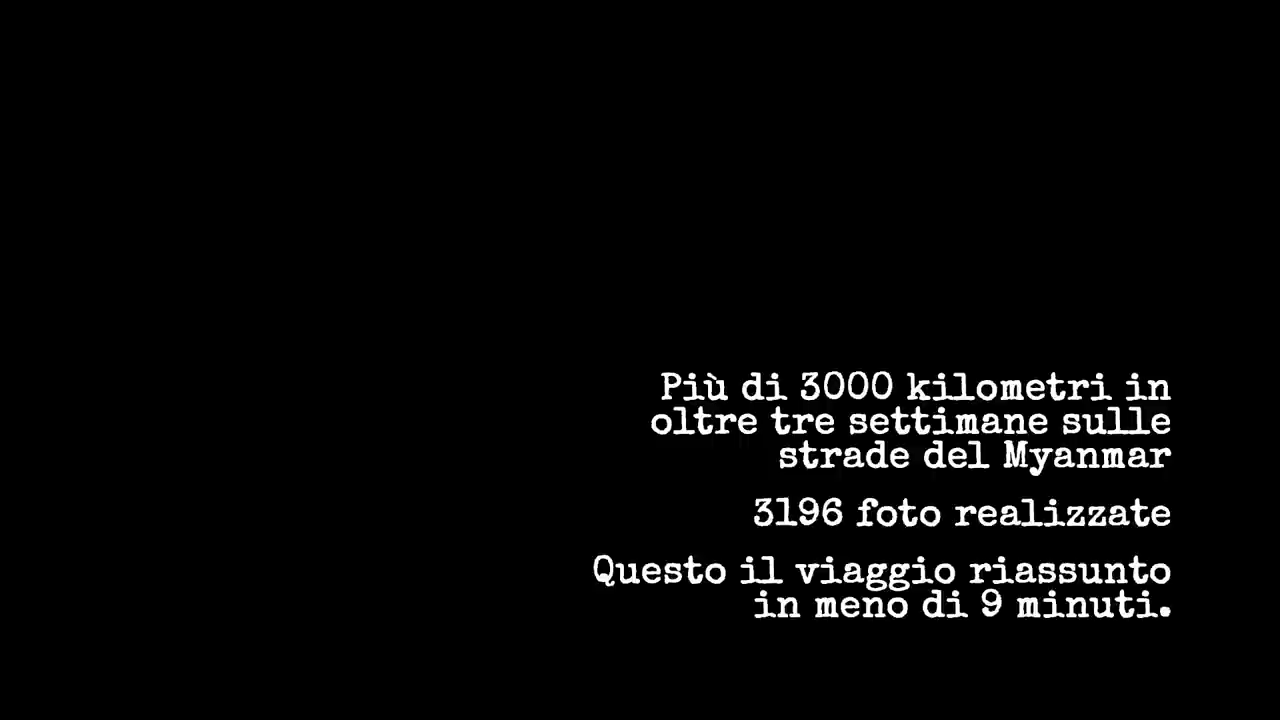 Più di 3000 kilometri in
oltre tre settimane sulle
strade del Myanmar
3196 foto realizzate
Questo il viaggio riassunto
in meno di 9 minuti.